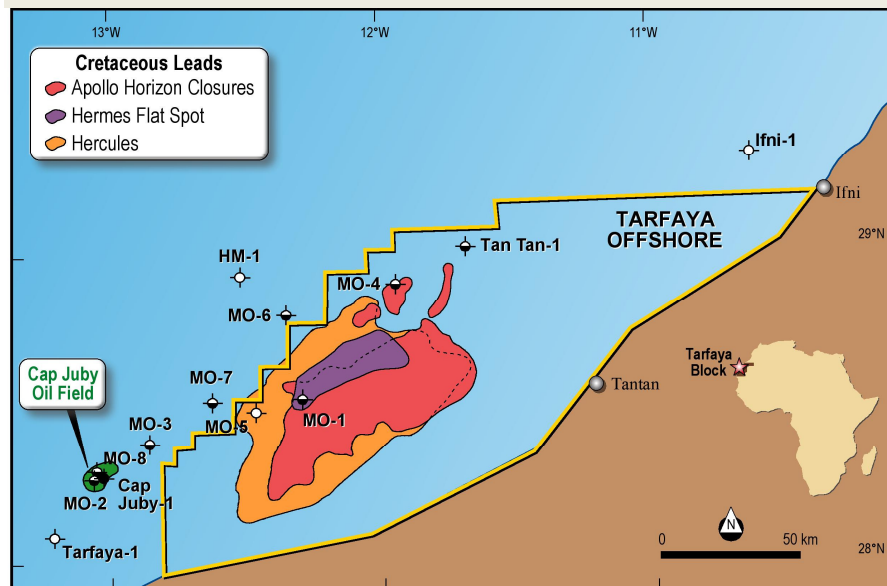 13°W
12°W
11°W
Cretaceous Leads
Apollo Horizon Closures
Hermes Flat Spot
Hercules
Ifni-1
Ifni
TARFAYA
OFFSHORE
29°N
Tan Tan-1
HM-1
MO-4
MO-6
Tarfaya
Block
Cap Juby
Oil Field
MO-7
Tantan
MO-3
MO-5
MO-1
MO-8
Cap
Juby-1
MO-2
Tarfaya-1
N
0
50 km
28°N